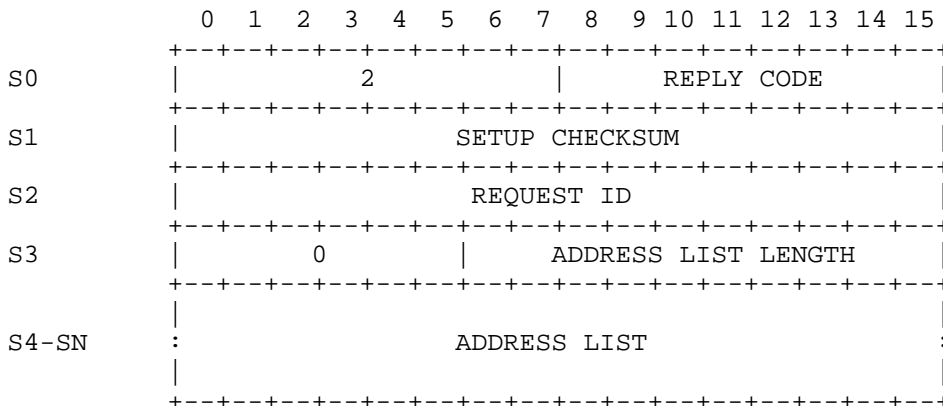 0 1 2 3 4 5 6 7 8 9 10 11 12 13 14 15
+--+--+--+--+--+--+--+--+--+--+--+--+--+--+--+--+
S0 | 2 | REPLY CODE |
+--+--+--+--+--+--+--+--+--+--+--+--+--+--+--+--+
S1 | SETUP CHECKSUM |
+--+--+--+--+--+--+--+--+--+--+--+--+--+--+--+--+
S2 | REQUEST ID |
+--+--+--+--+--+--+--+--+--+--+--+--+--+--+--+--+
S3 | 0 | ADDRESS LIST LENGTH |
+--+--+--+--+--+--+--+--+--+--+--+--+--+--+--+--+
| |
S4-SN : ADDRESS LIST :
| |
+--+--+--+--+--+--+--+--+--+--+--+--+--+--+--+--+